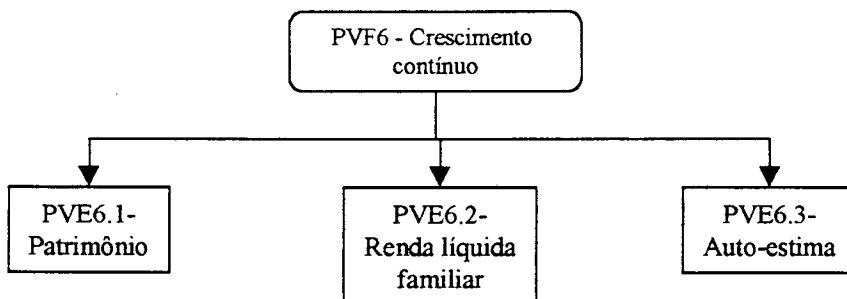 PVF6 - Crescimento
contínuo
PVE6.1-
Patrimônio
PVE6.2-
Renda líquida
familiar
PVE6.3-
Auto-estima